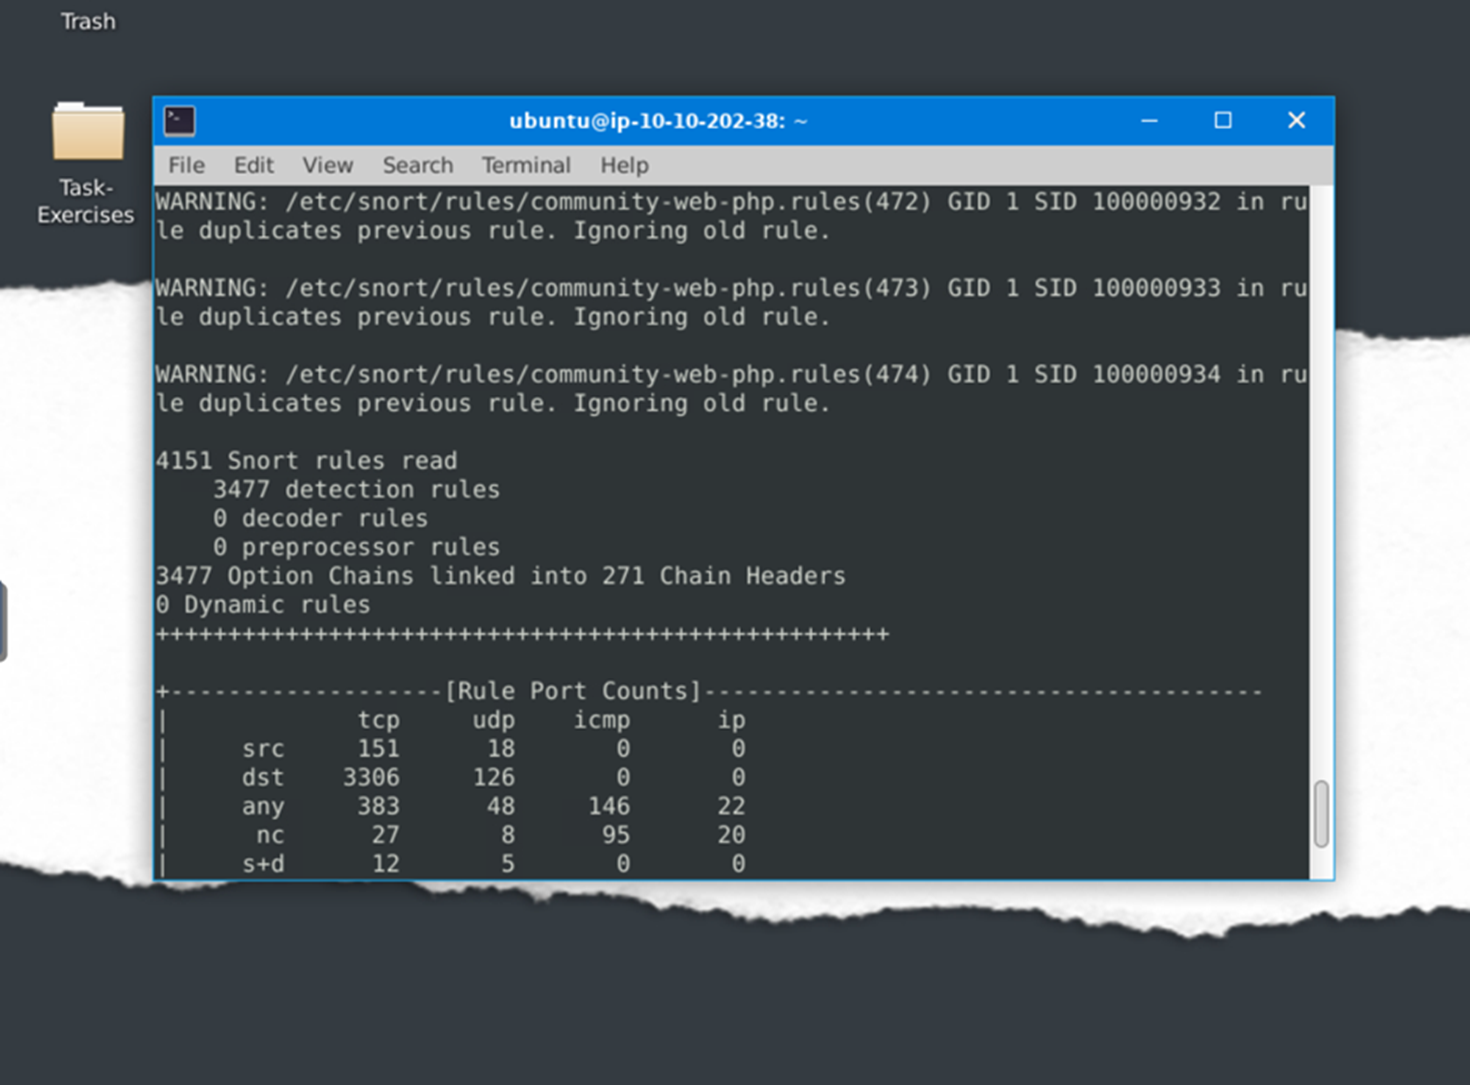 Trash
Task-
Exercises
ubuntu@ip-10-10-202-38: ~
File Edit View Search Terminal Help
WARNING: /etc/snort/rules/community-web-php.rules(472) GID 1 SID 100000932 in ru
le duplicates previous rule. Ignoring old rule.
WARNING: /etc/snort/rules/community-web-php.rules(473) GID 1 SID 100000933 in ru
le duplicates previous rule. Ignoring old rule.
WARNING: /etc/snort/rules/community-web-php.rules(474) GID 1 SID 100000934 in ru
le duplicates previous rule. Ignoring old rule.
4151 Snort rules read
    3477 detection rules
    0 decoder rules
    0 preprocessor rules
3477 Option Chains linked into 271 Chain Headers
0 Dynamic rules
+++++++++++++++++++++++++++++++++++++++++++++++++++
+-------------------[Rule Port Counts]---------------------------------------
|             tcp     udp    icmp      ip
|     src     151      18       0       0
|     dst    3306     126       0       0
|     any     383      48     146      22
|      nc      27       8      95      20
|     s+d      12       5       0       0